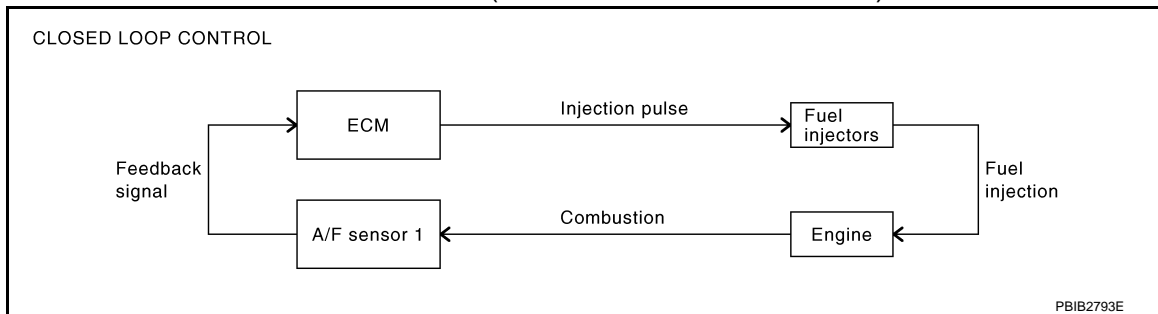 CLOSED LOOP CONTROL
ECM
Injection pulse
Fuel
injectors
Feedback
signal
Fuel
injection
A/F sensor 1
Combustion
Engine
PBIB2793E